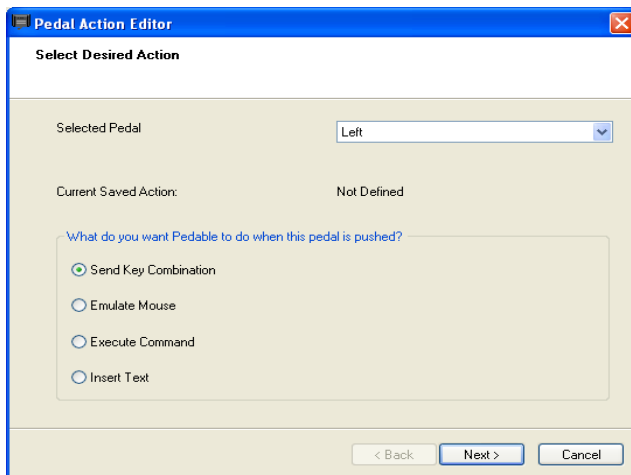 Pedal Action Editor
Select Desired Action
Selected Pedal Left
Current Saved Action: Not Defined
What do you want Pedable to do when this pedal is pushed?
Send Key Combination
Emulate Mouse
Execute Command
Insert Text
< Back Next > Cancel